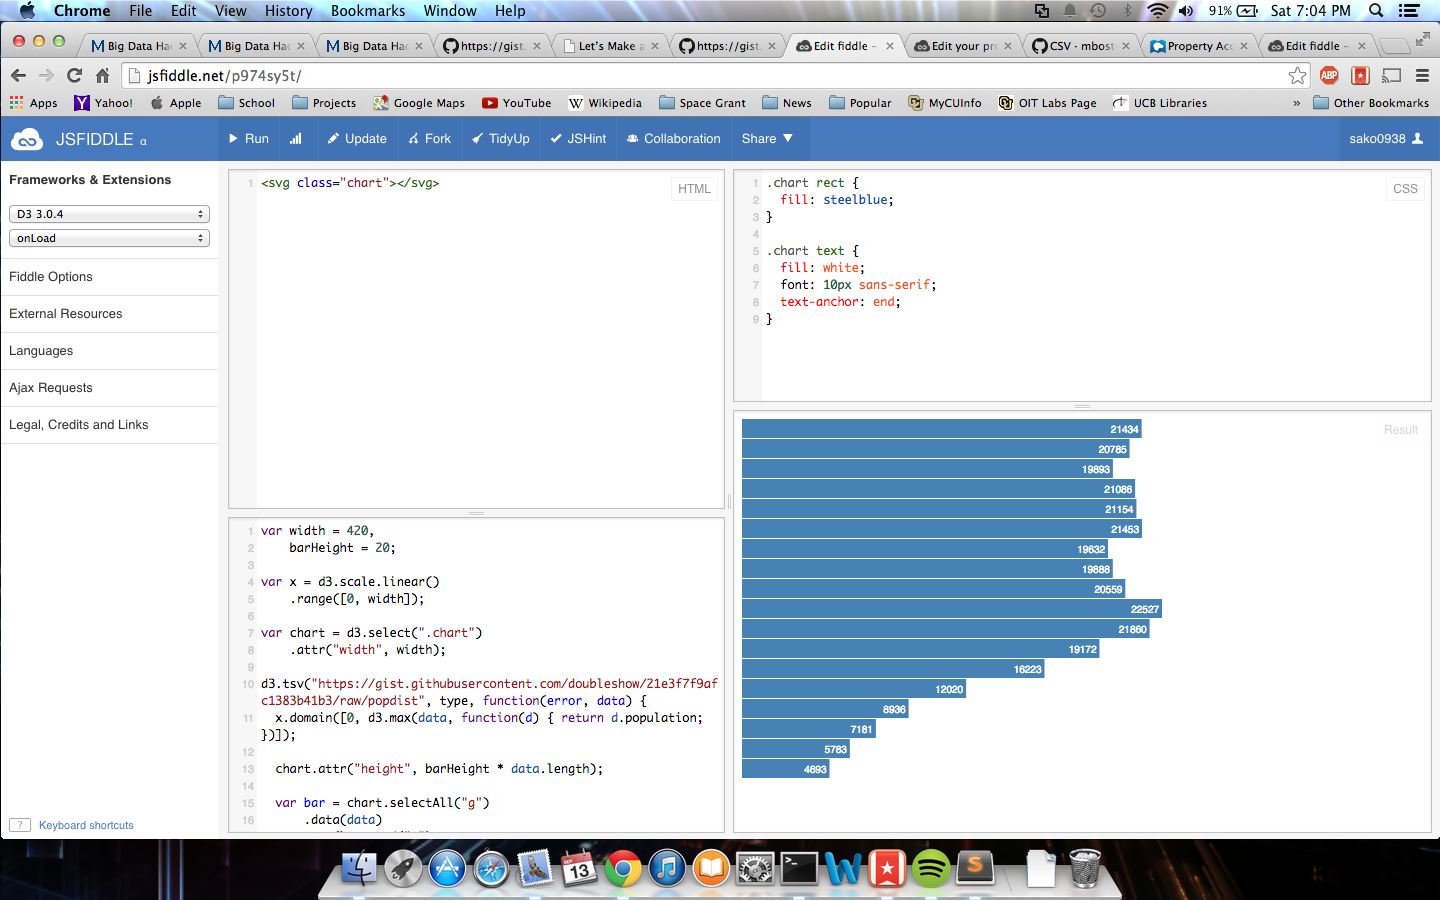 Chrome File Edit View History Bookmarks Window Help 91% Sat 7:04 PM
Big Data Hac Big Data Hac Big Data Hac https://gist. Let's Make a https://gist. Edit fiddle – Edit your pro CSV · mbost Property Acc Edit fiddle –
jsfiddle.net/p974sy5t/ ABP
Apps Yahoo! Apple School Projects Google Maps YouTube Wikipedia Space Grant News Popular MyCUInfo OIT Labs Page UCB Libraries » Other Bookmarks
JSFIDDLE α Run Update Fork TidyUp JSHint Collaboration Share sako0938
Frameworks & Extensions
D3 3.0.4
onLoad
Fiddle Options
External Resources
Languages
Ajax Requests
Legal, Credits and Links
? Keyboard shortcuts
HTML
1 <svg class="chart"></svg>
CSS
1 .chart rect {
2 fill: steelblue;
3 }
4
5 .chart text {
6 fill: white;
7 font: 10px sans-serif;
8 text-anchor: end;
9 }
1 var width = 420,
2 barHeight = 20;
3
4 var x = d3.scale.linear()
5 .range([0, width]);
6
7 var chart = d3.select(".chart")
8 .attr("width", width);
9
10 d3.tsv("https://gist.githubusercontent.com/doubleshow/21e3f7f9af
c1383b41b3/raw/popdist", type, function(error, data) {
11 x.domain([0, d3.max(data, function(d) { return d.population;
})]);
12
13 chart.attr("height", barHeight * data.length);
14
15 var bar = chart.selectAll("g")
16 .data(data)
Result
21434
20785
19893
21086
21154
21453
19632
19888
20559
22527
21860
19172
16223
12020
8936
7181
5783
4693
SEP
13